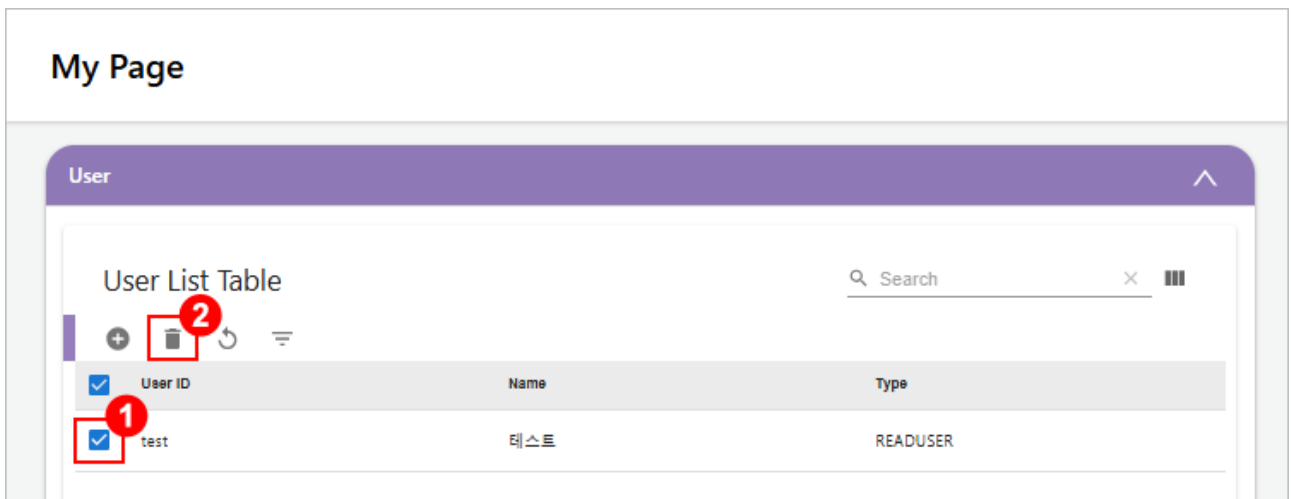 My Page
User
User List Table
Search
2
User ID Name Type
1
test 테스트 READUSER